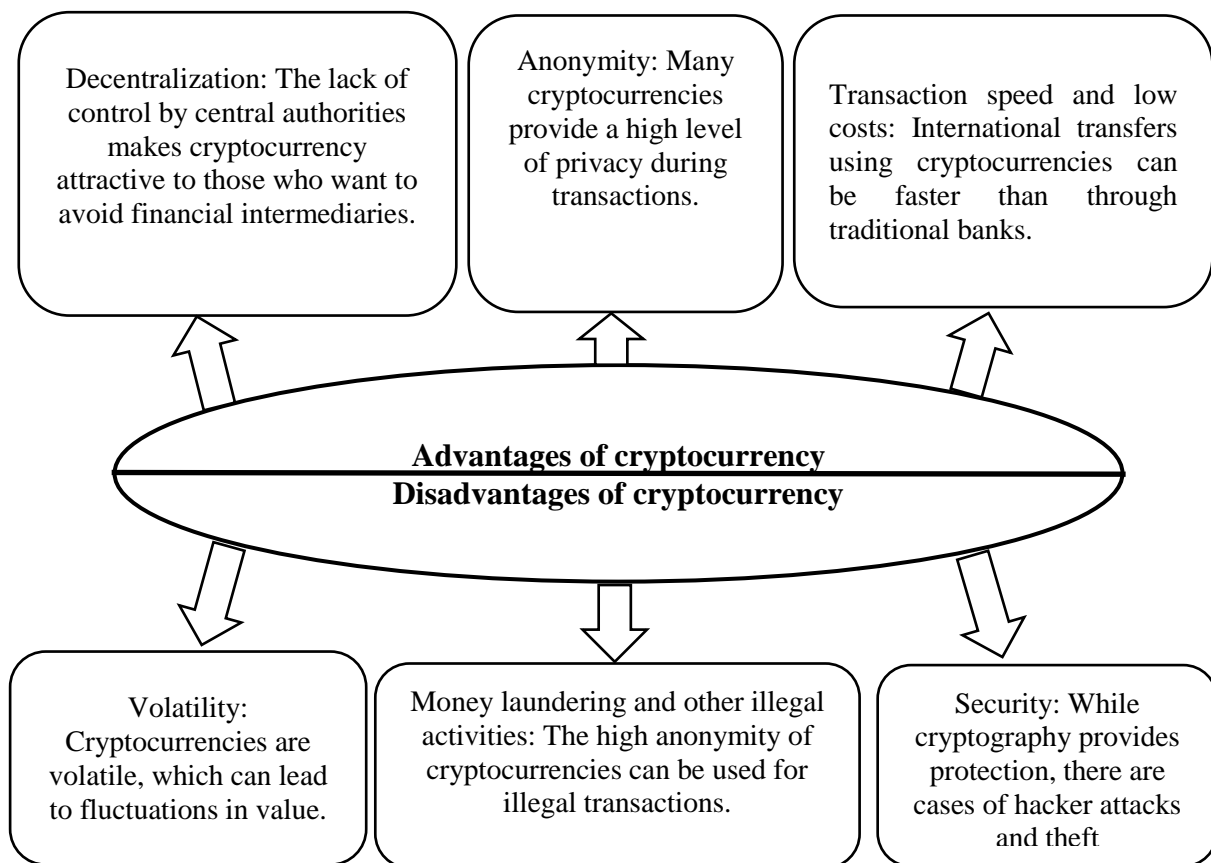 Decentralization: The lack of
control by central authorities
makes cryptocurrency
attractive to those who want to
avoid financial intermediaries.
Anonymity: Many
cryptocurrencies
provide a high level
of privacy during
transactions.
Transaction speed and low
costs: International transfers
using cryptocurrencies can
be faster than through
traditional banks.
Advantages of cryptocurrency
Disadvantages of cryptocurrency
Volatility:
Cryptocurrencies are
volatile, which can lead
to fluctuations in value.
Money laundering and other illegal
activities: The high anonymity of
cryptocurrencies can be used for
illegal transactions.
Security: While
cryptography provides
protection, there are
cases of hacker attacks
and theft